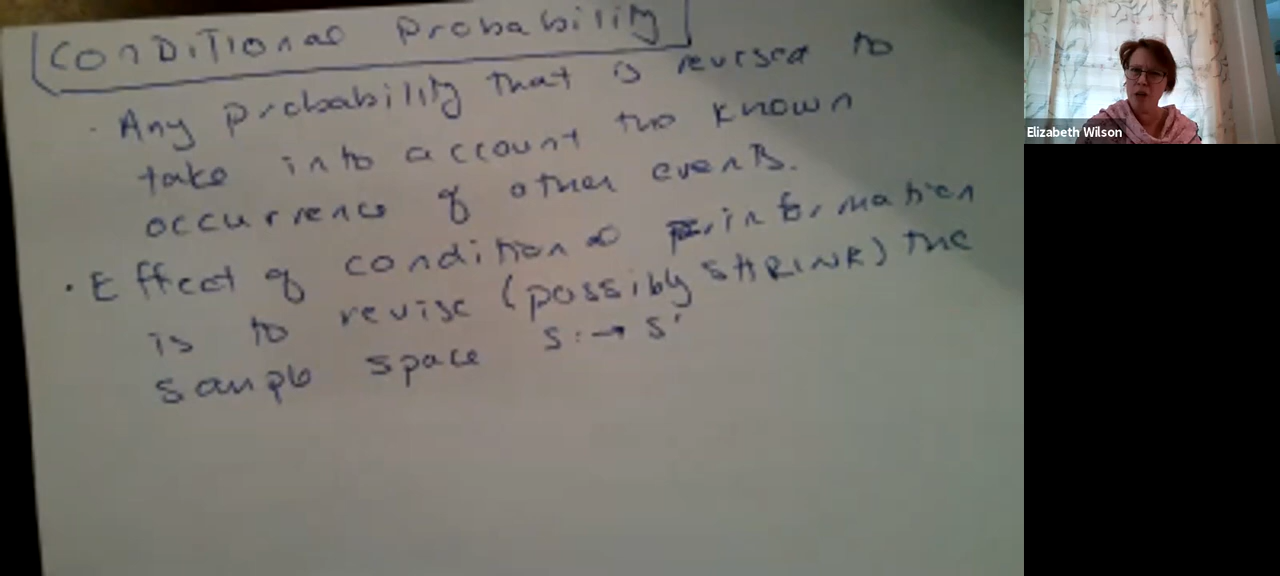 Conditional Probability
· Any probability that is revised to
take into account the known
occurrence of other events.
· Effect of conditional information
is to revise (possibly SHRINK) the
sample space S → S'
Elizabeth Wilson